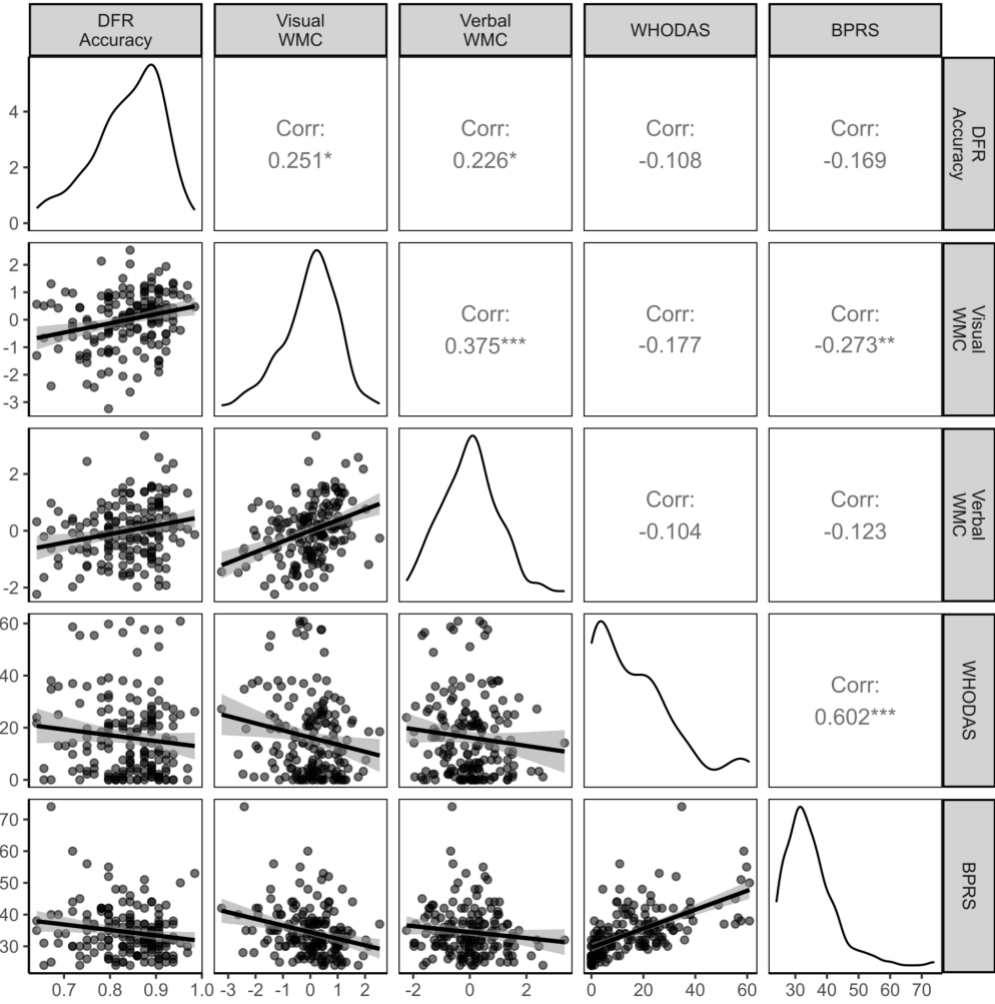 DFR
Accuracy
Visual
WMC
Verbal
WMC
WHODAS
BPRS
4
2
0
Corr:
0.251*
Corr:
0.226*
Corr:
-0.108
Corr:
-0.169
DFR
Accuracy
2
1
0
-1
-2
-3
Corr:
0.375***
Corr:
-0.177
Corr:
-0.273**
Visual
WMC
2
0
-2
Corr:
-0.104
Corr:
-0.123
Verbal
WMC
60
40
20
0
Corr:
0.602***
WHODAS
70
60
50
40
30
BPRS
0.7 0.8 0.9 1.0
-3 -2 -1 0 1 2
-2 0 2
0 20 40 60
30 40 50 60 70